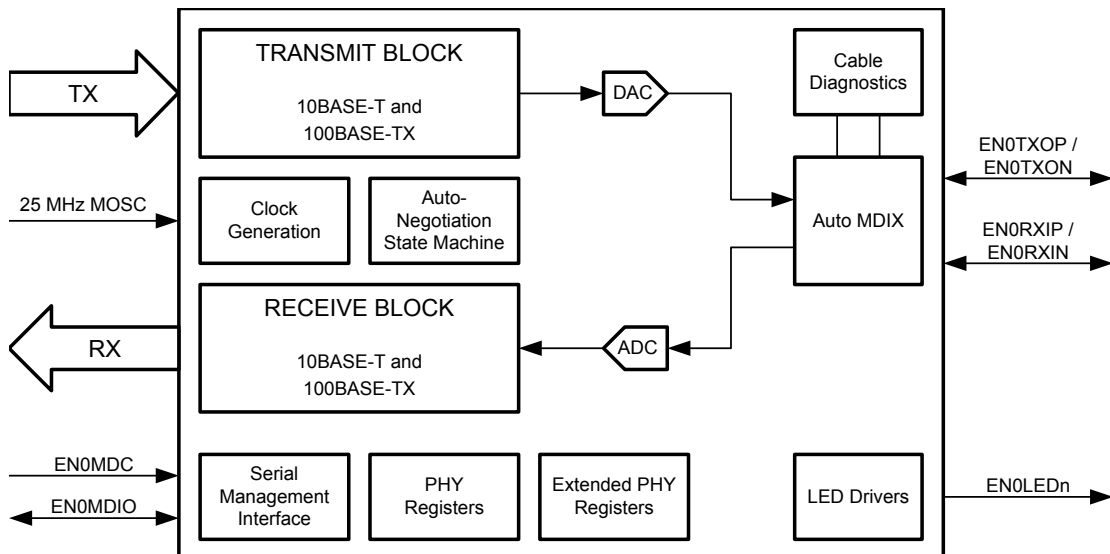 TRANSMIT BLOCK
10BASE-T and
100BASE-TX
TX
DAC
Cable
Diagnostics
EN0TXOP /
EN0TXON
25 MHz MOSC
Clock
Generation
Auto-
Negotiation
State Machine
Auto MDIX
EN0RXIP /
EN0RXIN
RECEIVE BLOCK
10BASE-T and
100BASE-TX
RX
ADC
EN0MDC
EN0MDIO
Serial
Management
Interface
PHY
Registers
Extended PHY
Registers
LED Drivers
EN0LEDn